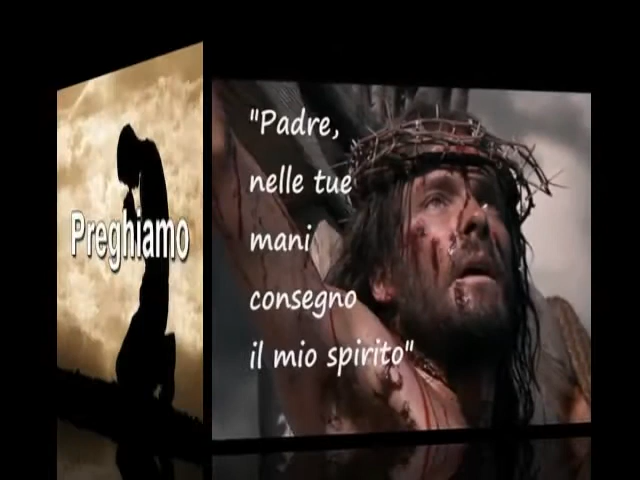 Preghiamo
"Padre,
nelle tue
mani
consegno
il mio spirito"